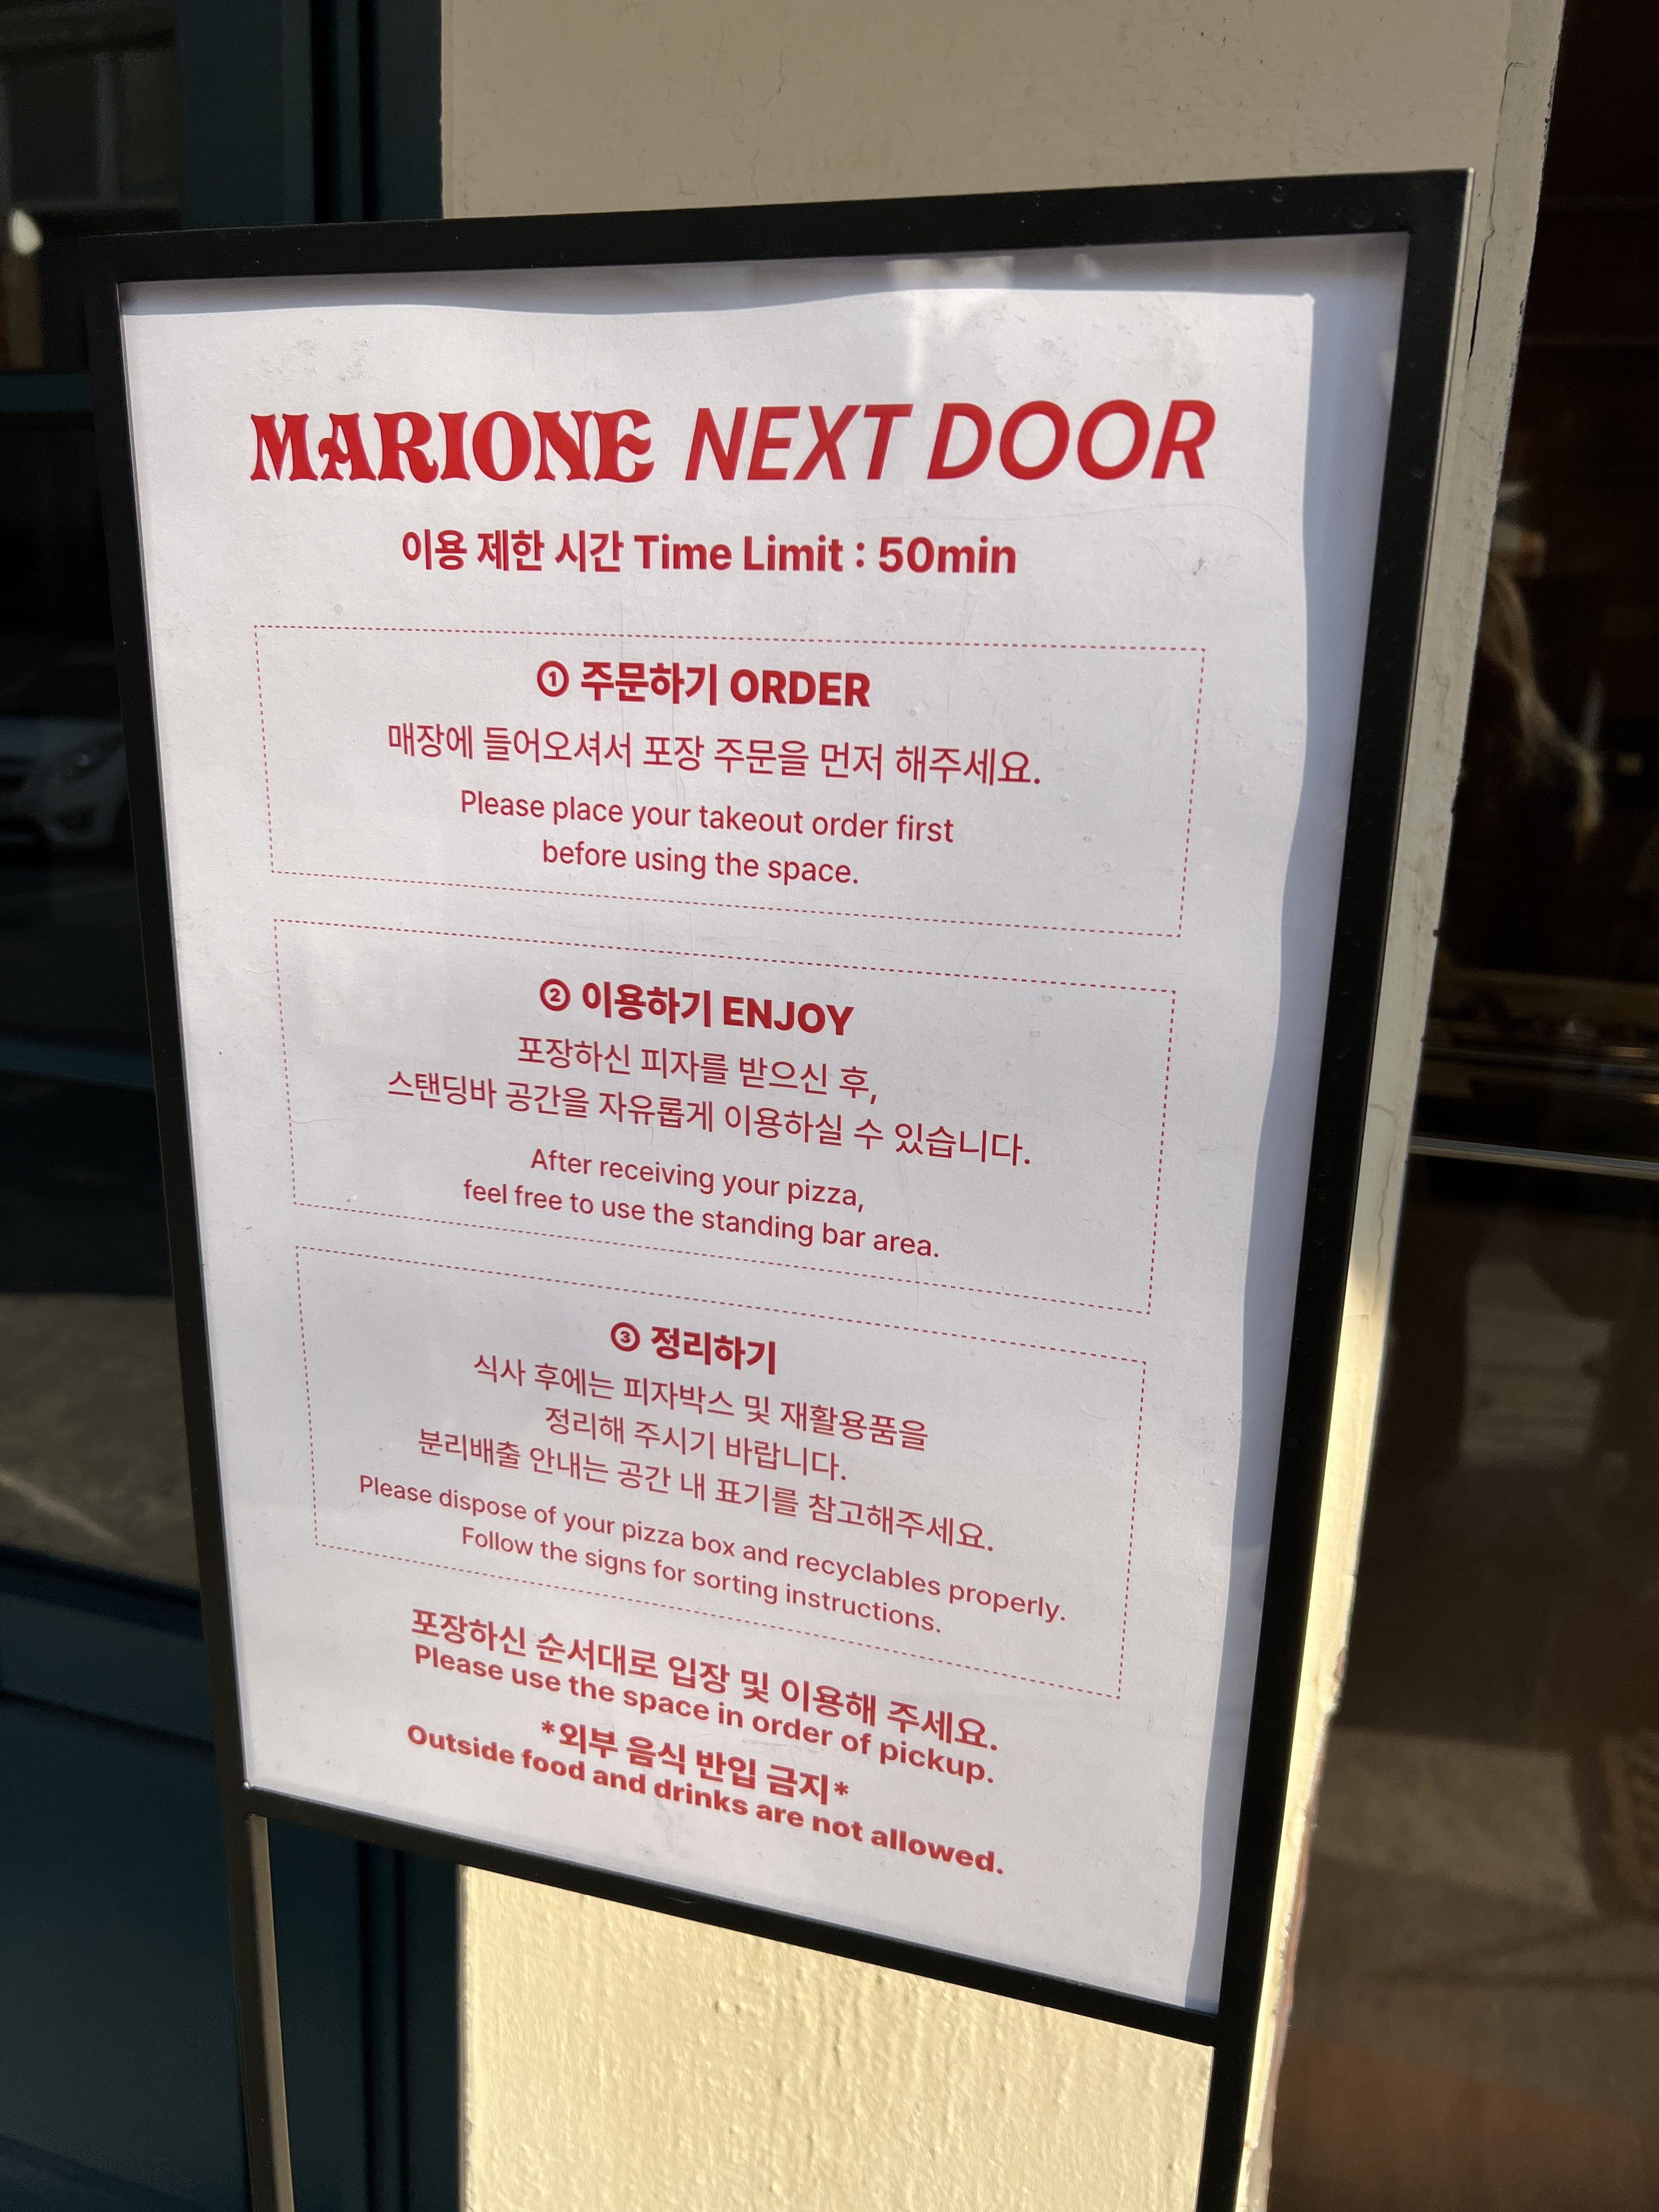 MARIONE NEXT DOOR
이용 제한 시간 Time Limit : 50min
① 주문하기 ORDER
매장에 들어오셔서 포장 주문을 먼저 해주세요.
Please place your takeout order first
before using the space.
② 이용하기 ENJOY
포장하신 피자를 받으신 후,
스탠딩바 공간을 자유롭게 이용하실 수 있습니다.
After receiving your pizza,
feel free to use the standing bar area.
③ 정리하기
식사 후에는 피자박스 및 재활용품을
정리해 주시기 바랍니다.
분리배출 안내는 공간 내 표기를 참고해주세요.
Please dispose of your pizza box and recyclables properly.
Follow the signs for sorting instructions.
포장하신 순서대로 입장 및 이용해 주세요.
Please use the space in order of pickup.
*외부 음식 반입 금지*
Outside food and drinks are not allowed.